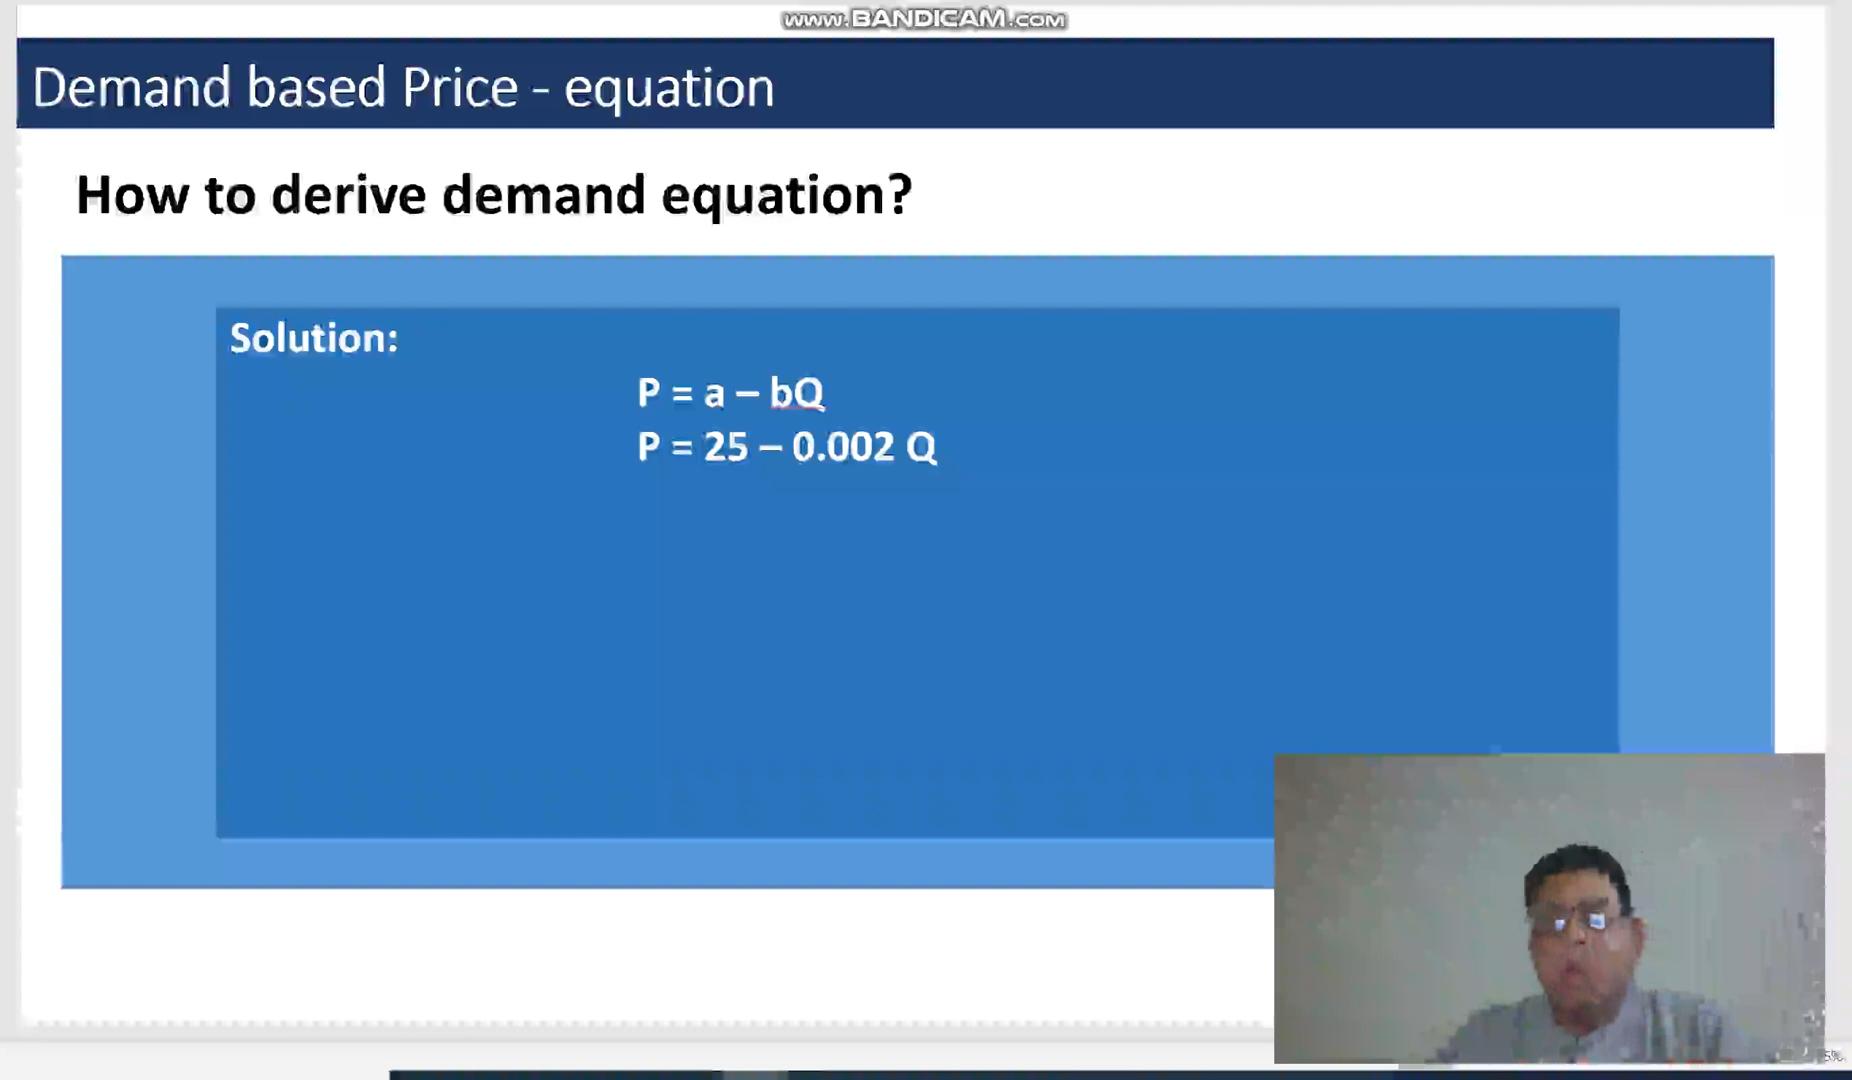 www.BANDICAM.com
Demand based Price - equation
How to derive demand equation?
Solution:
P = a – bQ
P = 25 – 0.002 Q